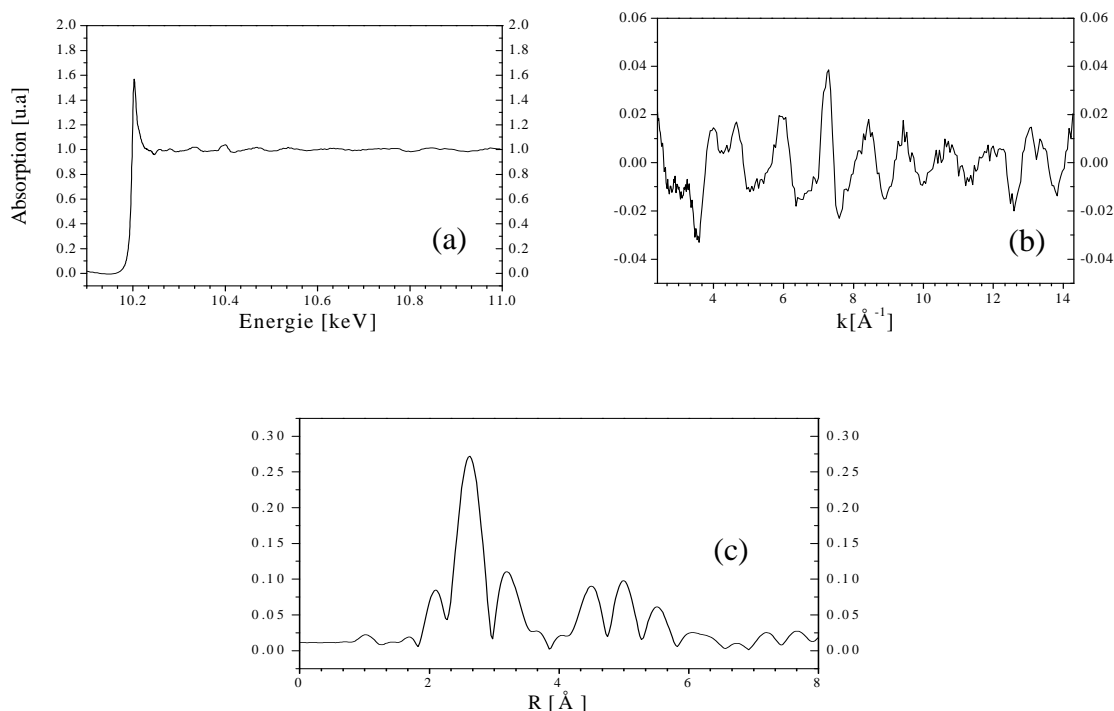 2.0 2.0
1.8 1.8
1.6 1.6
1.4 1.4
1.2 1.2
1.0 1.0
0.8 0.8
0.6 0.6
0.4 0.4
0.2 0.2
0.0 0.0
Absorption [u.a]
(a)
10.2 10.4 10.6 10.8 11.0
Energie [keV]
0.06 0.06
0.04 0.04
0.02 0.02
0.00 0.00
-0.02 -0.02
-0.04 -0.04
(b)
4 6 8 10 12 14
k[Å-1]
0.30 0.30
0.25 0.25
0.20 0.20
0.15 0.15
0.10 0.10
0.05 0.05
0.00 0.00
(c)
0 2 4 6 8
R [Å]